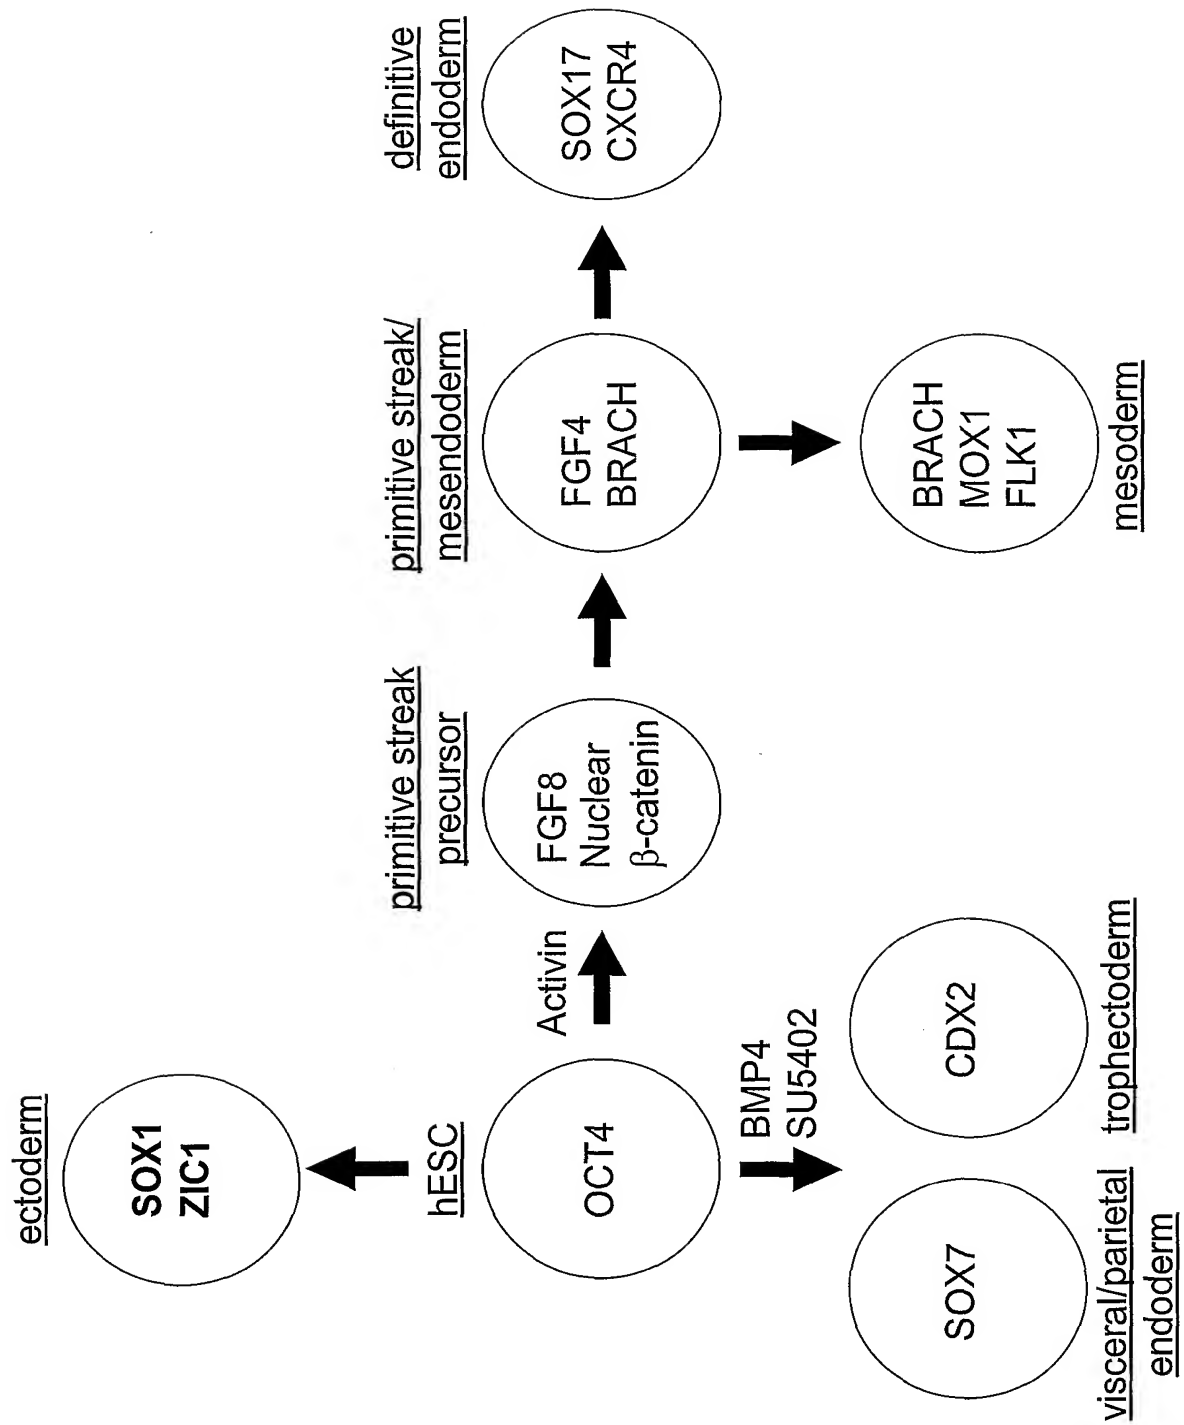 ectoderm
SOX1
ZIC1
hESC
OCT4
Activin
primitive streak
precursor
FGF8
Nuclear
β-catenin
primitive streak/
mesendoderm
FGF4
BRACH
definitive
endoderm
SOX17
CXCR4
BMP4
SU5402
SOX7
visceral/parietal
endoderm
CDX2
trophectoderm
BRACH
MOX1
FLK1
mesoderm